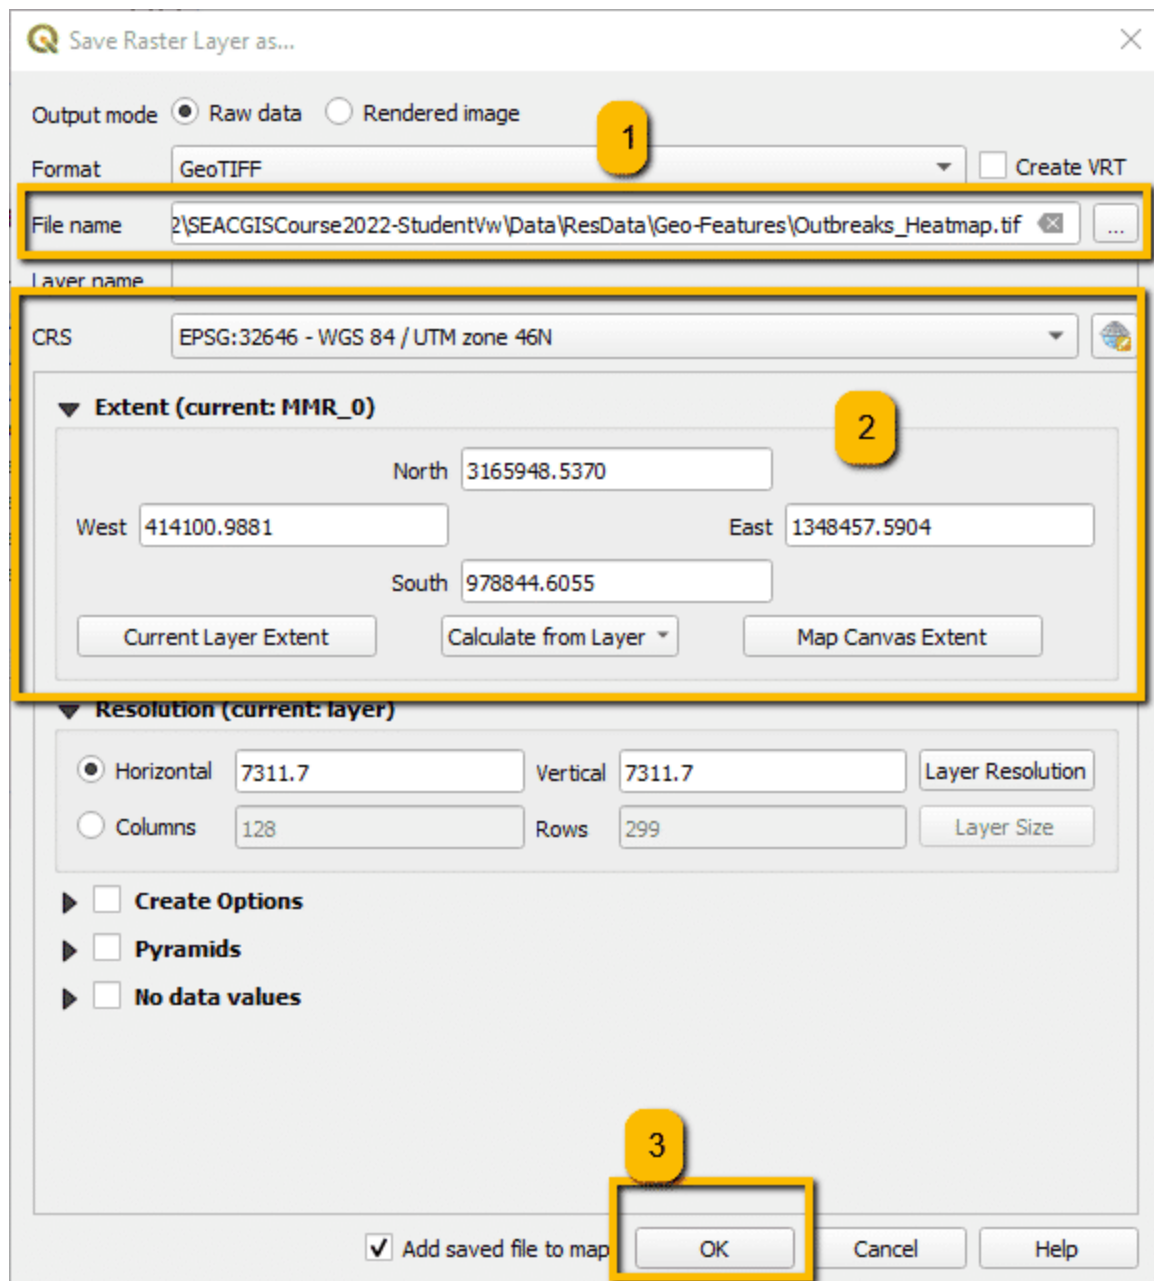 Save Raster Layer as...
Output mode Raw data Rendered image
1
Format GeoTIFF Create VRT
File name 2\SEACGISCourse2022-StudentVw\Data\ResData\Geo-Features\Outbreaks_Heatmap.tif ...
Layer name
CRS EPSG:32646 - WGS 84 / UTM zone 46N
Extent (current: MMR_0)
2
North 3165948.5370
West 414100.9881 East 1348457.5904
South 978844.6055
Current Layer Extent Calculate from Layer Map Canvas Extent
Resolution (current: layer)
Horizontal 7311.7 Vertical 7311.7 Layer Resolution
Columns 128 Rows 299 Layer Size
Create Options
Pyramids
No data values
3
Add saved file to map OK Cancel Help